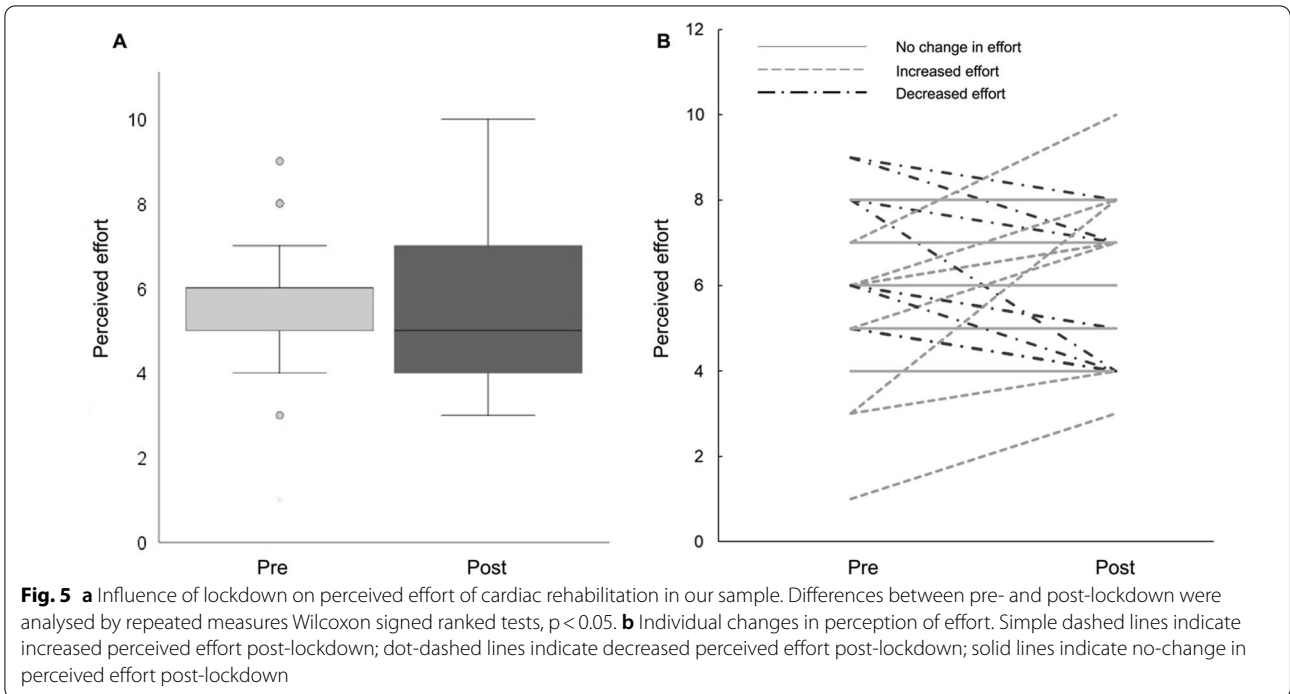 A
Perceived effort
10
8
6
4
2
0
Pre
Post
B
Perceived effort
12
10
8
6
4
2
0
No change in effort
Increased effort
Decreased effort
Pre
Post
Fig. 5 a Influence of lockdown on perceived effort of cardiac rehabilitation in our sample. Differences between pre- and post-lockdown were
analysed by repeated measures Wilcoxon signed ranked tests, p < 0.05. b Individual changes in perception of effort. Simple dashed lines indicate
increased perceived effort post-lockdown; dot-dashed lines indicate decreased perceived effort post-lockdown; solid lines indicate no-change in
perceived effort post-lockdown